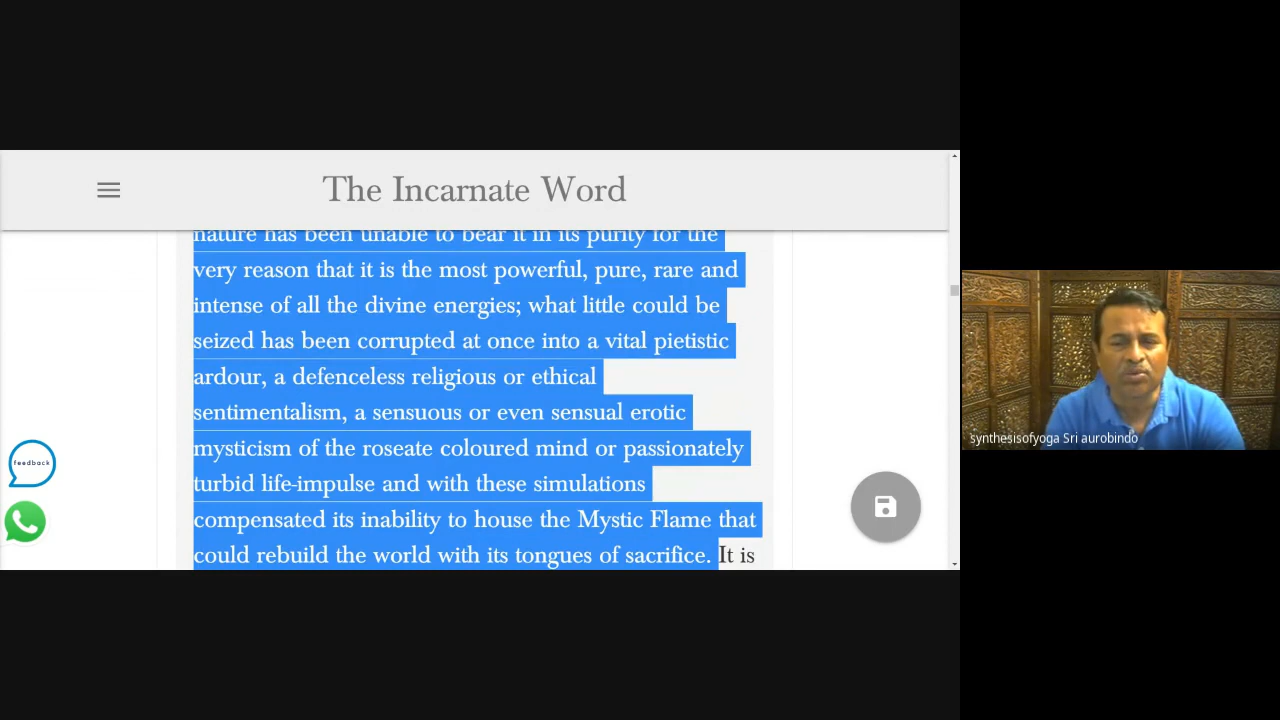 The Incarnate Word
nature has been unable to bear it in its purity for the
very reason that it is the most powerful, pure, rare and
intense of all the divine energies; what little could be
seized has been corrupted at once into a vital pietistic
ardour, a defenceless religious or ethical
sentimentalism, a sensuous or even sensual erotic
mysticism of the roseate coloured mind or passionately
turbid life-impulse and with these simulations
compensated its inability to house the Mystic Flame that
could rebuild the world with its tongues of sacrifice. It is
feedback
synthesisofyoga Sri aurobindo